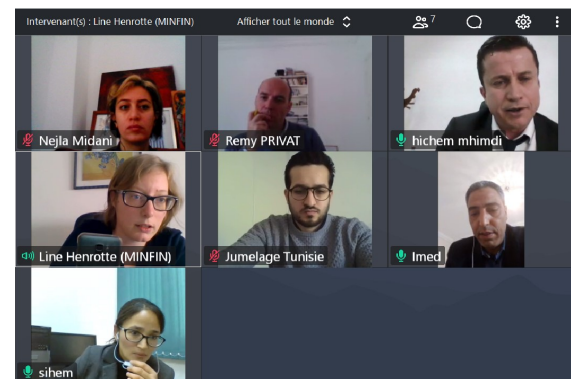 Intervenant(s) : Line Henrotte (MINFIN) Afficher tout le monde 7
Nejla Midani Remy PRIVAT hichem mhimdi
Line Henrotte (MINFIN) Jumelage Tunisie Imed
sihem